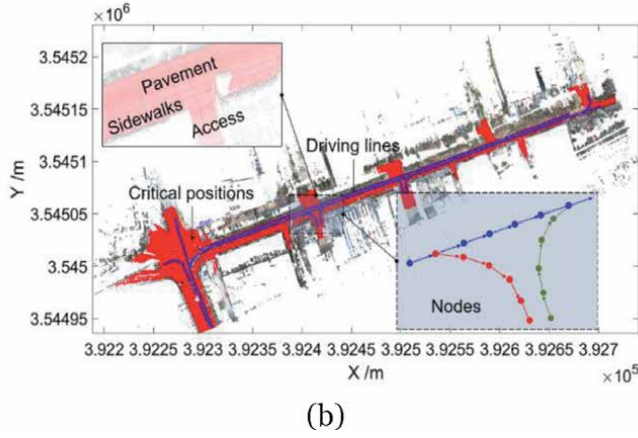 × 10⁶
3.5452
3.54515
3.5451
3.54505
3.545
3.54495
Y /m
Pavement
Sidewalks
Access
Driving lines
Critical positions
Nodes
3.922 3.9225 3.923 3.9235 3.924 3.9245 3.925 3.9255 3.926 3.9265 3.927
X /m
× 10⁵
(b)